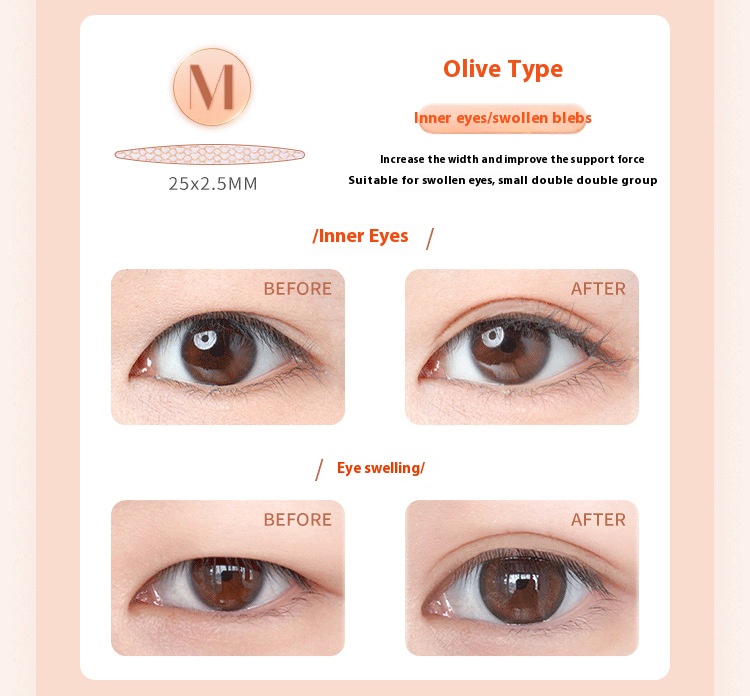 M
25x2.5MM
Olive Type
Inner eyes/swollen blebs
Increase the width and improve the support force
Suitable for swollen eyes, small double double group
/Inner Eyes /
BEFORE
AFTER
/ Eye swelling/
BEFORE
AFTER